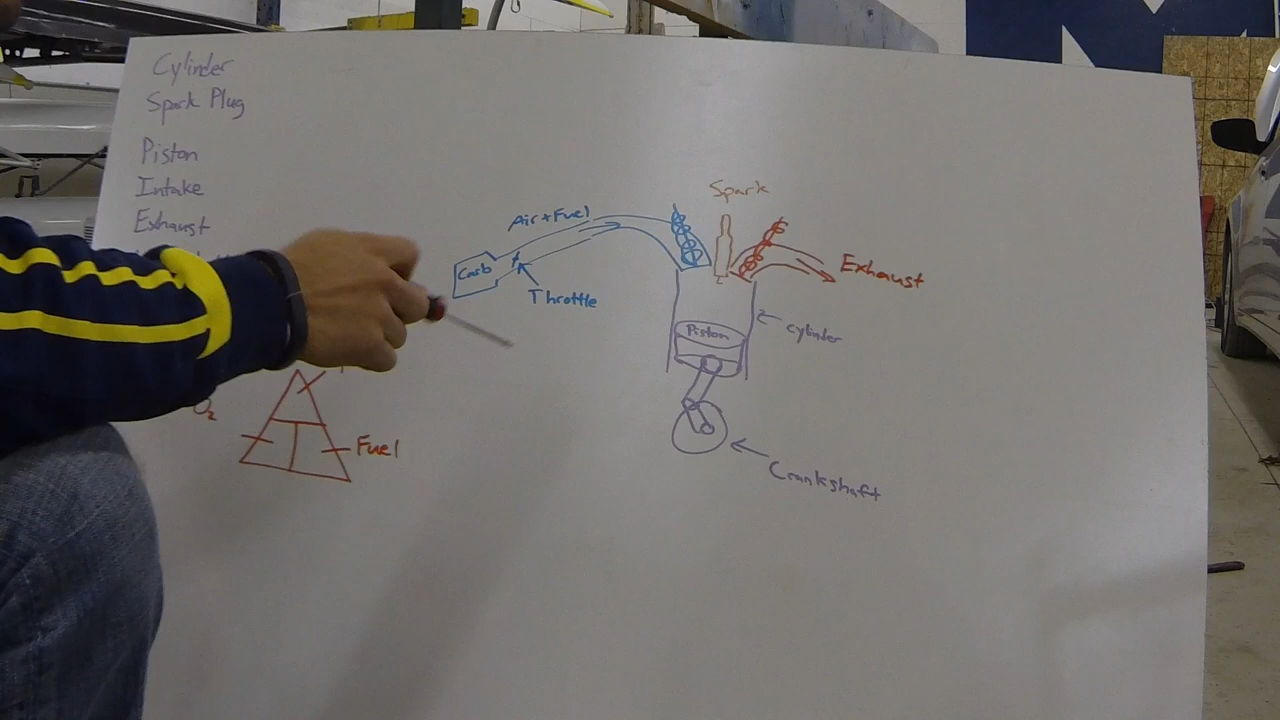 Cylinder
Spark Plug
Piston
Intake
Exhaust
Spark
Air+Fuel
Carb
Throttle
Exhaust
Piston
cylinder
Crankshaft
O₂
Fuel